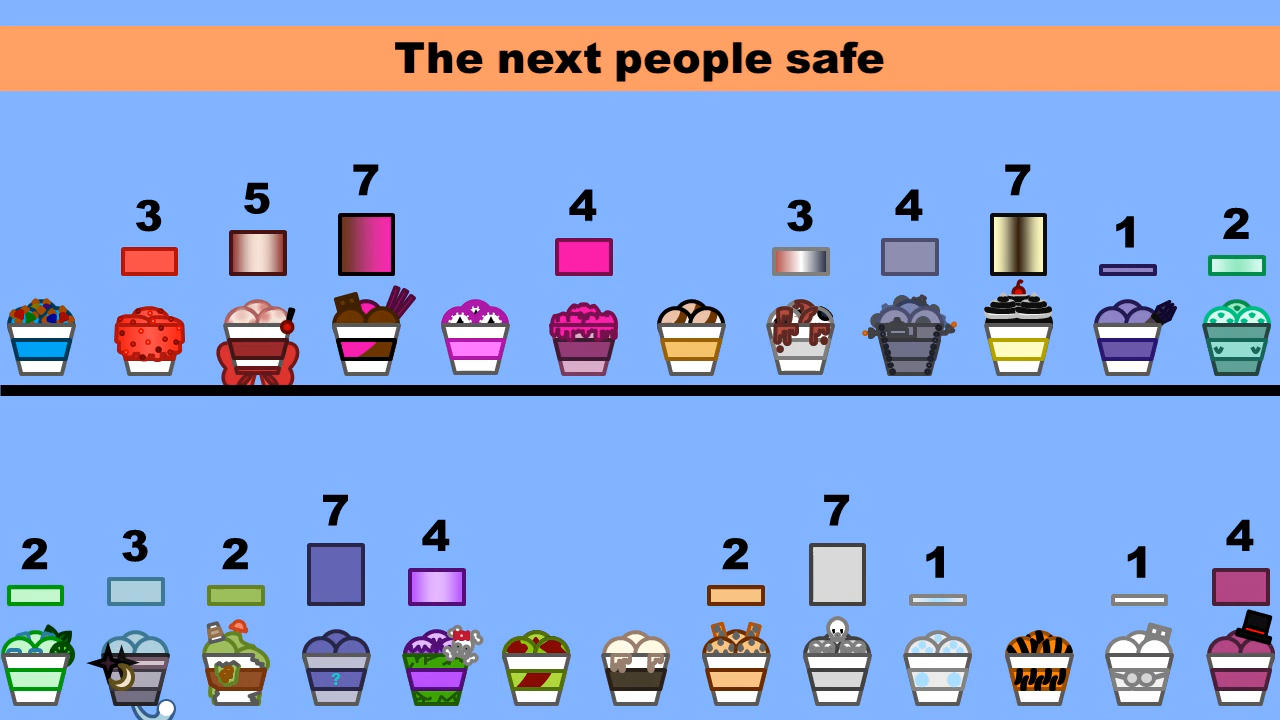 The next people safe
3 5 7 4 3 4 7 1 2
2 3 2 7 4 2 7 1 1 4
?